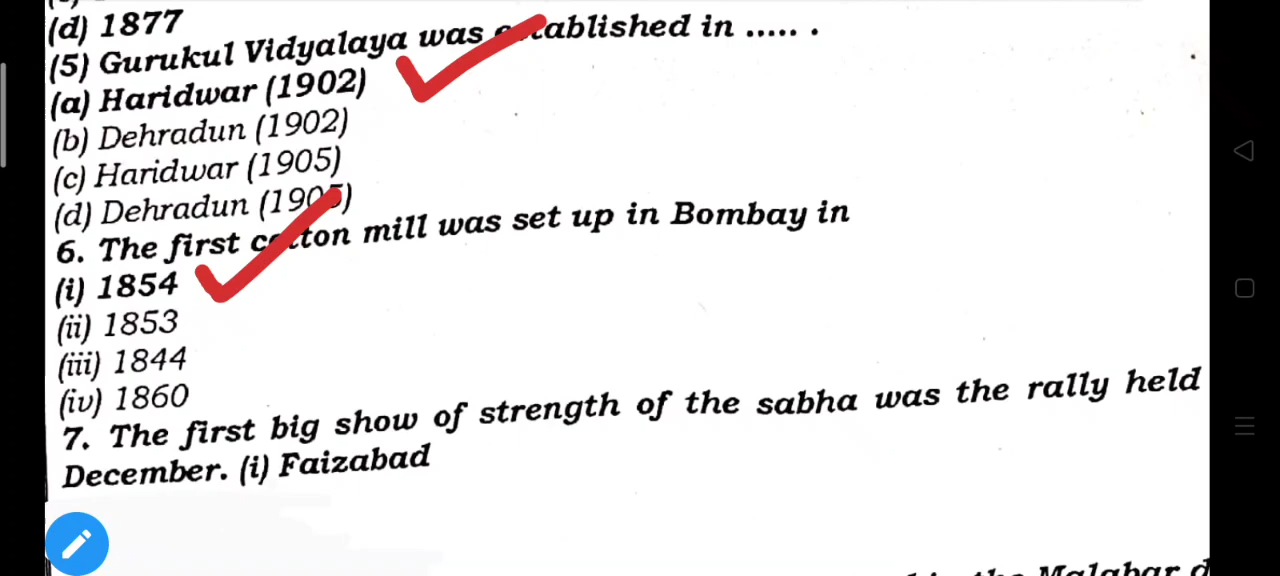 (d) 1877
(5) Gurukul Vidyalaya was established in ..... .
(a) Haridwar (1902)
(b) Dehradun (1902)
(c) Haridwar (1905)
(d) Dehradun (1905)
6. The first cotton mill was set up in Bombay in
(i) 1854
(ii) 1853
(iii) 1844
(iv) 1860
7. The first big show of strength of the sabha was the rally held
December. (i) Faizabad
the Malabar d